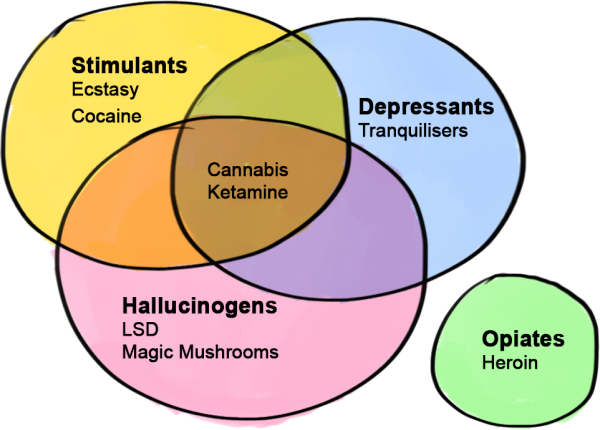 Stimulants
Ecstasy
Cocaine
Depressants
Tranquilisers
Cannabis
Ketamine
Hallucinogens
LSD
Magic Mushrooms
Opiates
Heroin